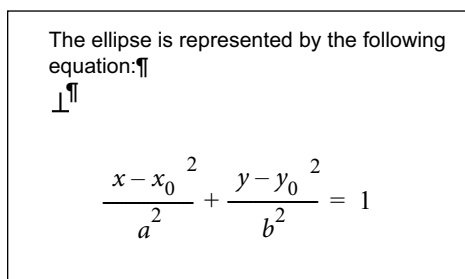 The ellipse is represented by the following
equation:¶
⊥¶
x – x₀ ² / a² + y – y₀ ² / b² = 1